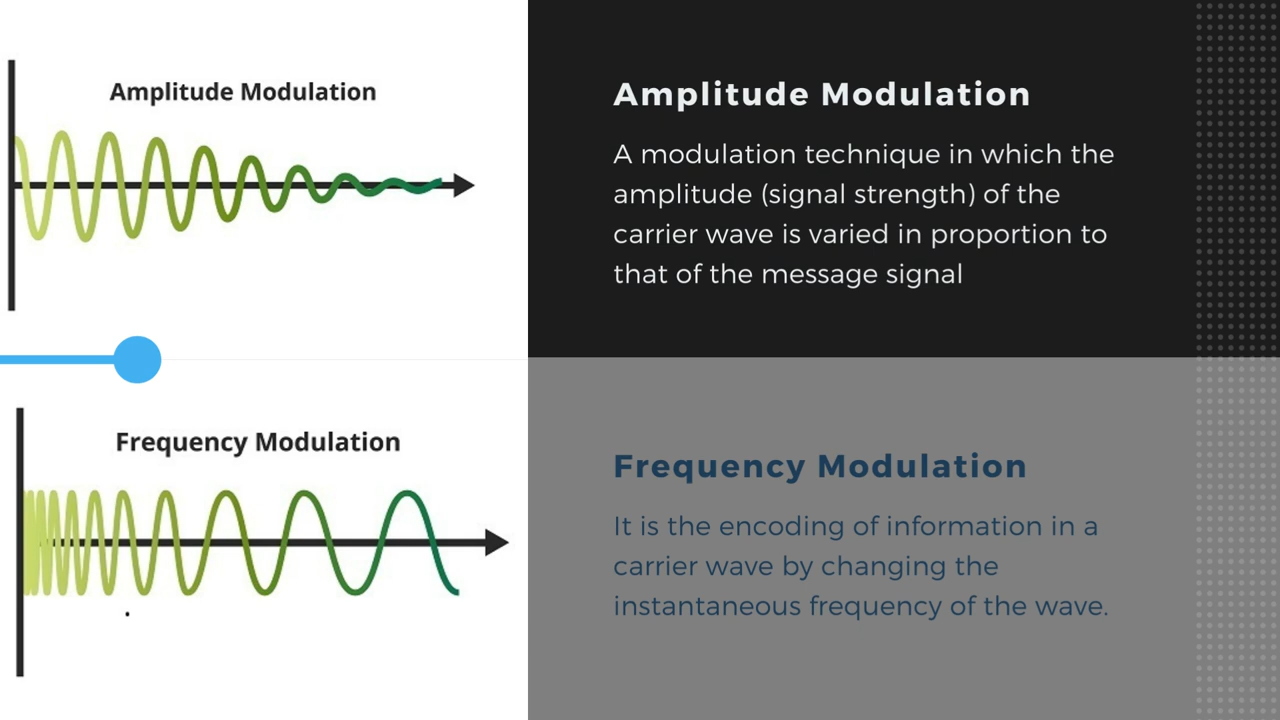 Amplitude Modulation
Amplitude Modulation
A modulation technique in which the
amplitude (signal strength) of the
carrier wave is varied in proportion to
that of the message signal
Frequency Modulation
Frequency Modulation
It is the encoding of information in a
carrier wave by changing the
instantaneous frequency of the wave.